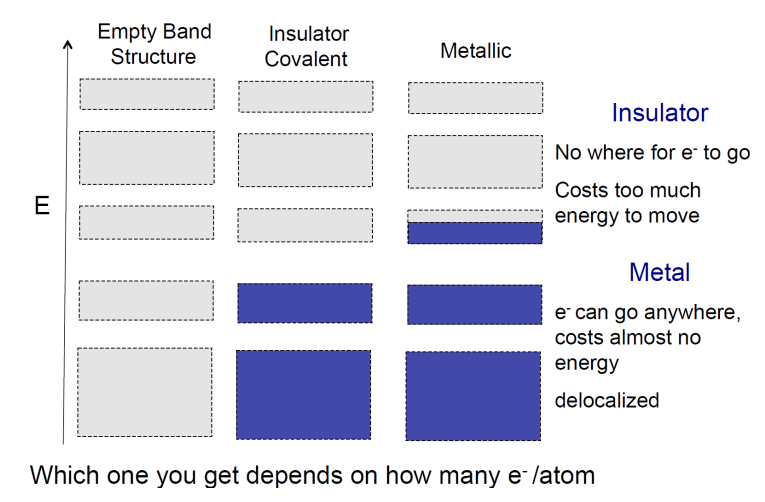 Empty Band
Structure
Insulator
Covalent
Metallic
E
Insulator
No where for e⁻ to go
Costs too much
energy to move
Metal
e⁻ can go anywhere,
costs almost no
energy
delocalized
Which one you get depends on how many e⁻/atom